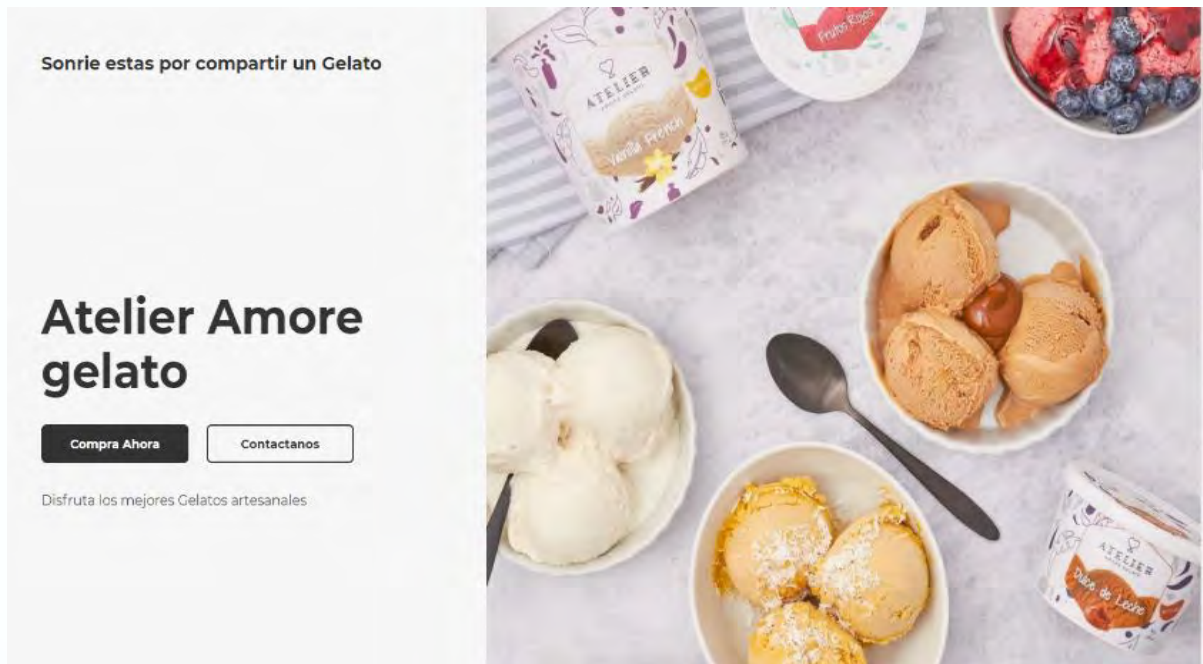 Sonrie estas por compartir un Gelato
Atelier Amore
gelato
Compra Ahora
Contactanos
Disfruta los mejores Gelatos artesanales
ATELIER
Vanilla French
Frutos Rojos
ATELIER
Dulce de Leche